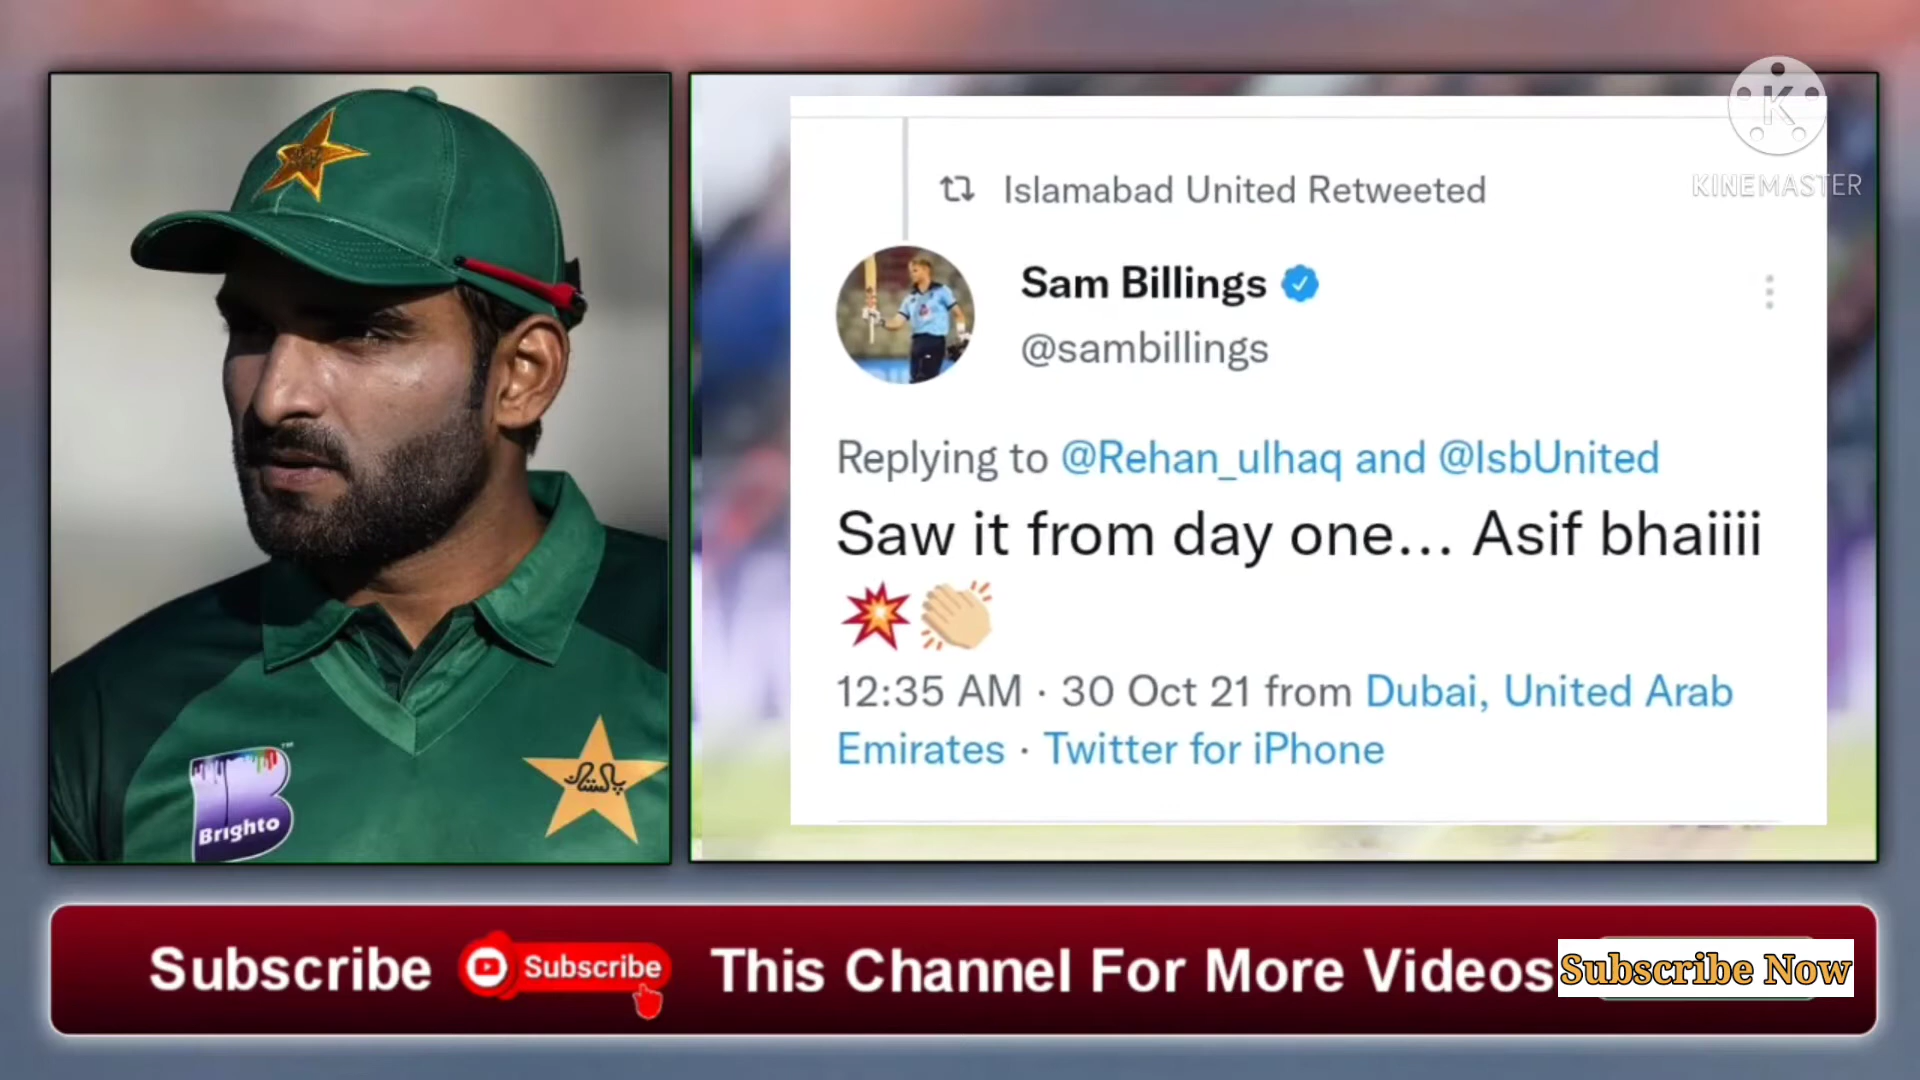 K
KINEMASTER
Islamabad United Retweeted
Sam Billings
@sambillings
Replying to @Rehan_ulhaq and @IsbUnited
Saw it from day one... Asif bhaiiii
💥👏🏼
12:35 AM · 30 Oct 21 from Dubai, United Arab
Emirates · Twitter for iPhone
B
Brighto
™
پاکستان
Subscribe Subscribe This Channel For More Videos Subscribe Now